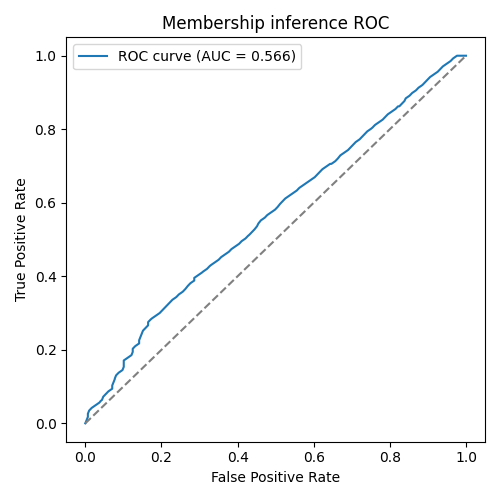 Membership inference ROC
ROC curve (AUC = 0.566)
True Positive Rate
1.0
0.8
0.6
0.4
0.2
0.0
0.0 0.2 0.4 0.6 0.8 1.0
False Positive Rate